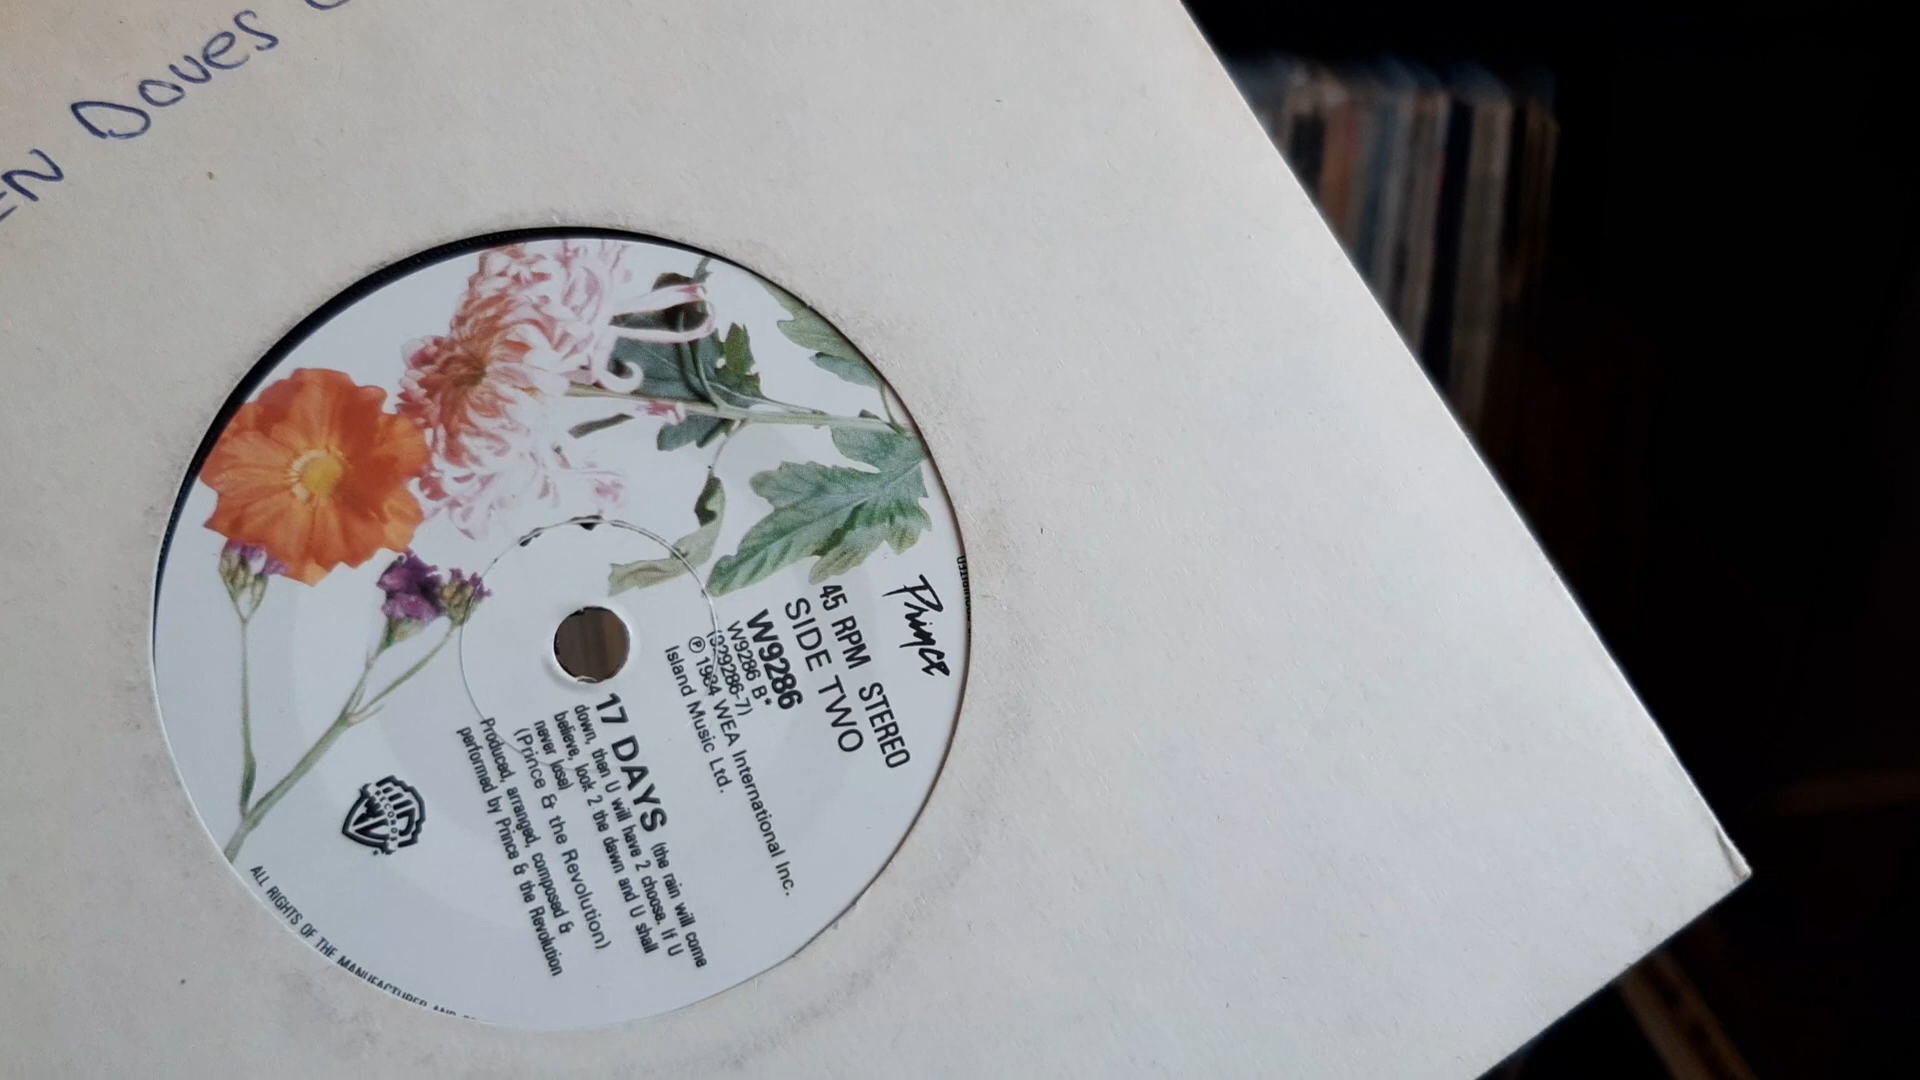 EN Doves
Prince
45 RPM STEREO
SIDE TWO
W9286
W9286 B*
(929286-7)
℗ 1984 WEA International Inc.
Island Music Ltd.
17 DAYS (the rain will come
down, then U will have 2 choose. If U
believe, look 2 the dawn and U shall
never lose)
(Prince & the Revolution)
Produced, arranged, composed &
performed by Prince & the Revolution
RECORDS
ALL RIGHTS OF THE MANUFACTURER AND